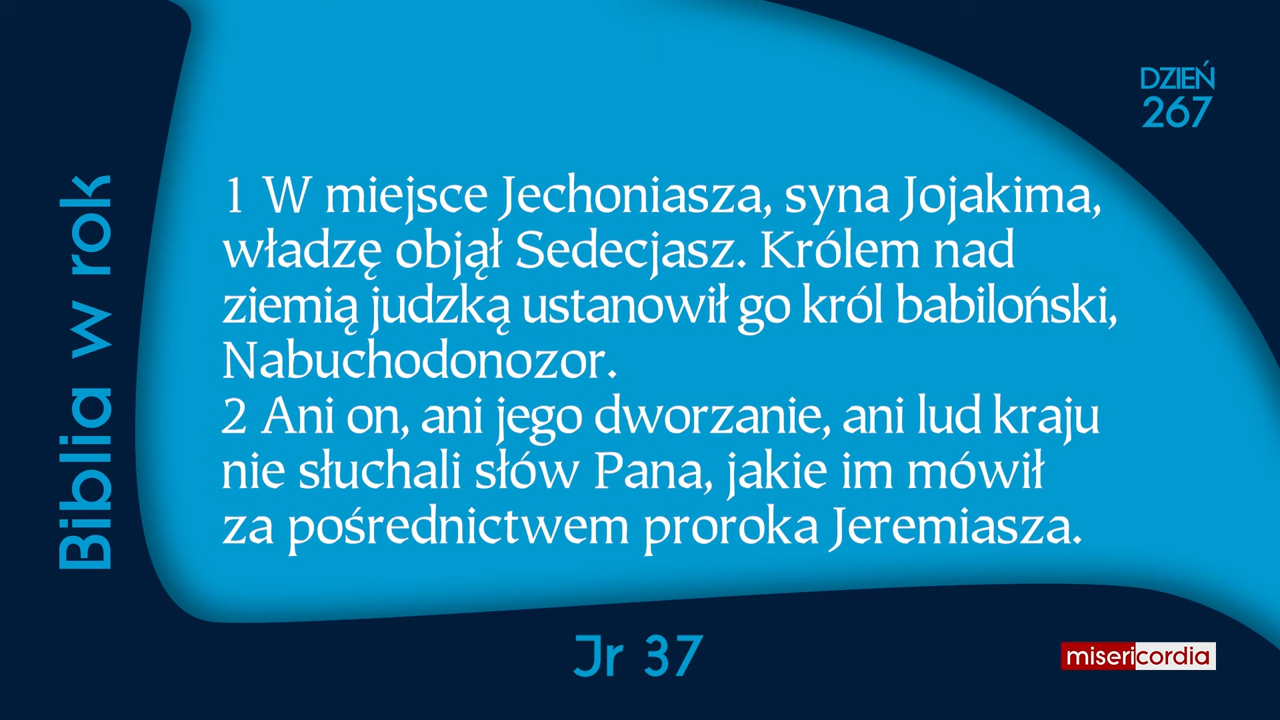 DZIEŃ
267
Biblia w rok
1 W miejsce Jechoniasza, syna Jojakima,
władzę objął Sedecjasz. Królem nad
ziemią judzką ustanowił go król babiloński,
Nabuchodonozor.
2 Ani on, ani jego dworzanie, ani lud kraju
nie słuchali słów Pana, jakie im mówił
za pośrednictwem proroka Jeremiasza.
Jr 37
misericordia